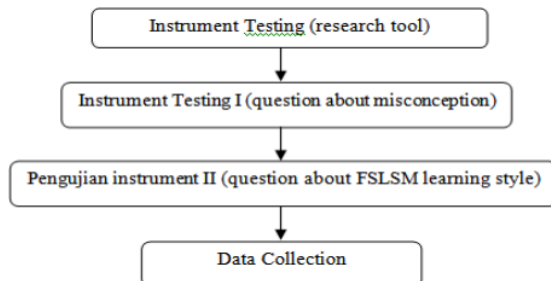 Instrument Testing (research tool)
Instrument Testing I (question about misconception)
Pengujian instrument II (question about FSLSM learning style)
Data Collection